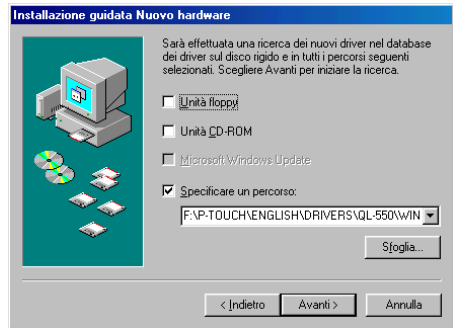 Installazione guidata Nuovo hardware
Sarà effettuata una ricerca dei nuovi driver nel database
dei driver sul disco rigido e in tutti i percorsi seguenti
selezionati. Scegliere Avanti per iniziare la ricerca.
Unità floppy
Unità CD-ROM
Microsoft Windows Update
Specificare un percorso:
F:\P-TOUCH\ENGLISH\DRIVERS\QL-550\WIN
Sfoglia...
< Indietro
Avanti >
Annulla